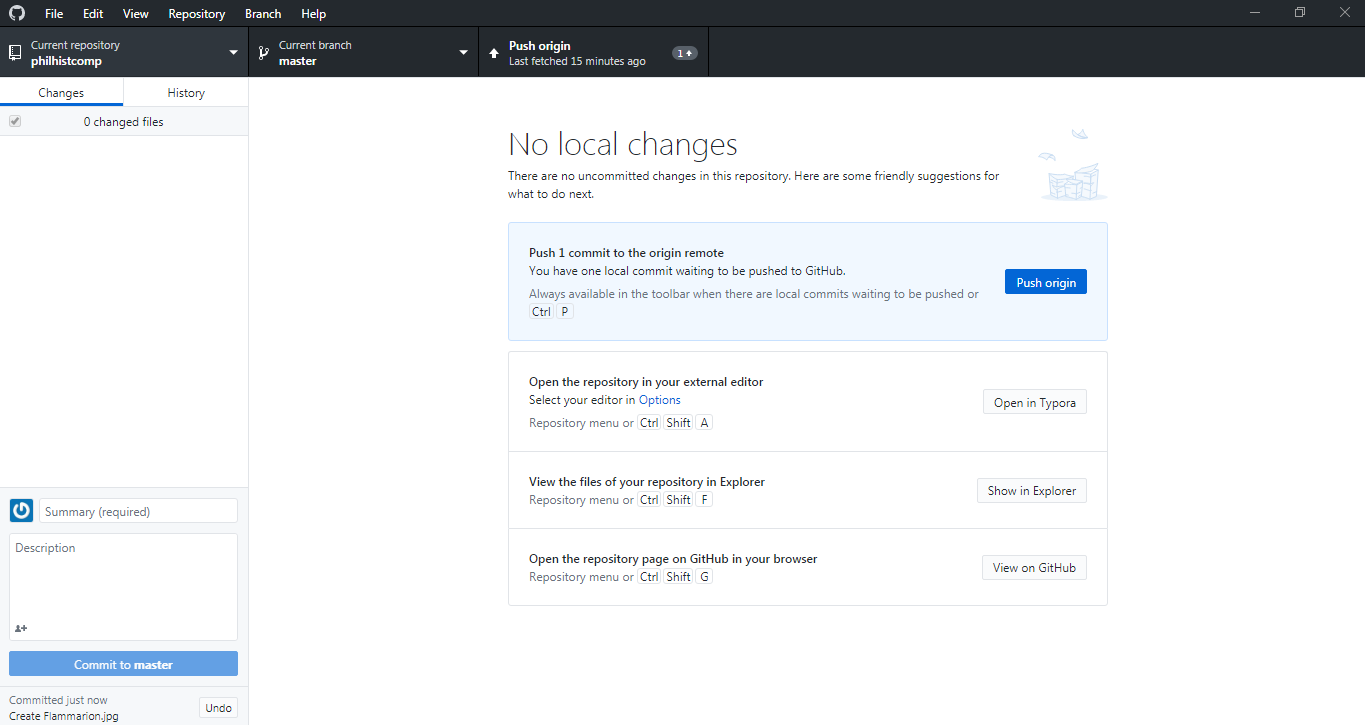 File Edit View Repository Branch Help
Current repository
philhistcomp
Current branch
master
Push origin
Last fetched 15 minutes ago
1
Changes History
0 changed files
No local changes
There are no uncommitted changes in this repository. Here are some friendly suggestions for
what to do next.
Push 1 commit to the origin remote
You have one local commit waiting to be pushed to GitHub.
Always available in the toolbar when there are local commits waiting to be pushed or
Ctrl P
Push origin
Open the repository in your external editor
Select your editor in Options
Repository menu or Ctrl Shift A
Open in Typora
View the files of your repository in Explorer
Repository menu or Ctrl Shift F
Show in Explorer
Open the repository page on GitHub in your browser
Repository menu or Ctrl Shift G
View on GitHub
Summary (required)
Description
Commit to master
Committed just now
Create Flammarion.jpg
Undo